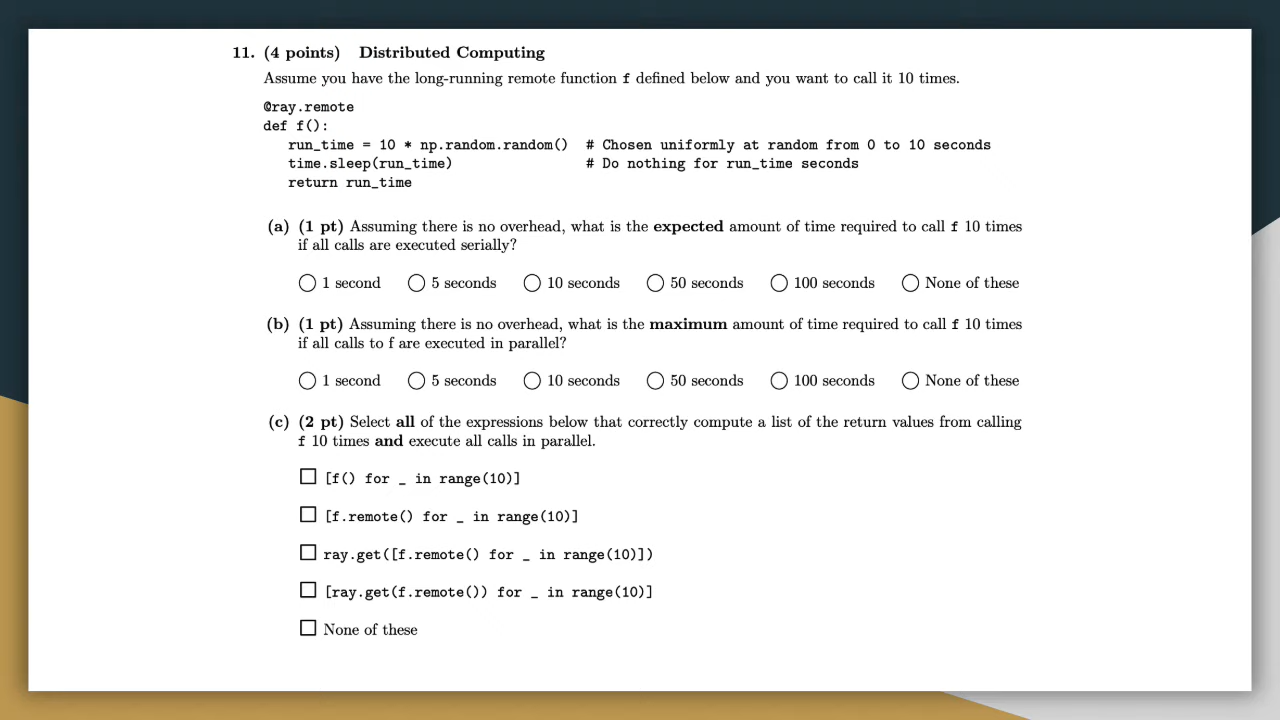 11. (4 points) Distributed Computing
Assume you have the long-running remote function f defined below and you want to call it 10 times.
@ray.remote
def f():
run_time = 10 * np.random.random() # Chosen uniformly at random from 0 to 10 seconds
time.sleep(run_time) # Do nothing for run_time seconds
return run_time
(a) (1 pt) Assuming there is no overhead, what is the expected amount of time required to call f 10 times
if all calls are executed serially?
1 second 5 seconds 10 seconds 50 seconds 100 seconds None of these
(b) (1 pt) Assuming there is no overhead, what is the maximum amount of time required to call f 10 times
if all calls to f are executed in parallel?
1 second 5 seconds 10 seconds 50 seconds 100 seconds None of these
(c) (2 pt) Select all of the expressions below that correctly compute a list of the return values from calling
f 10 times and execute all calls in parallel.
[f() for _ in range(10)]
[f.remote() for _ in range(10)]
ray.get([f.remote() for _ in range(10)])
[ray.get(f.remote()) for _ in range(10)]
None of these